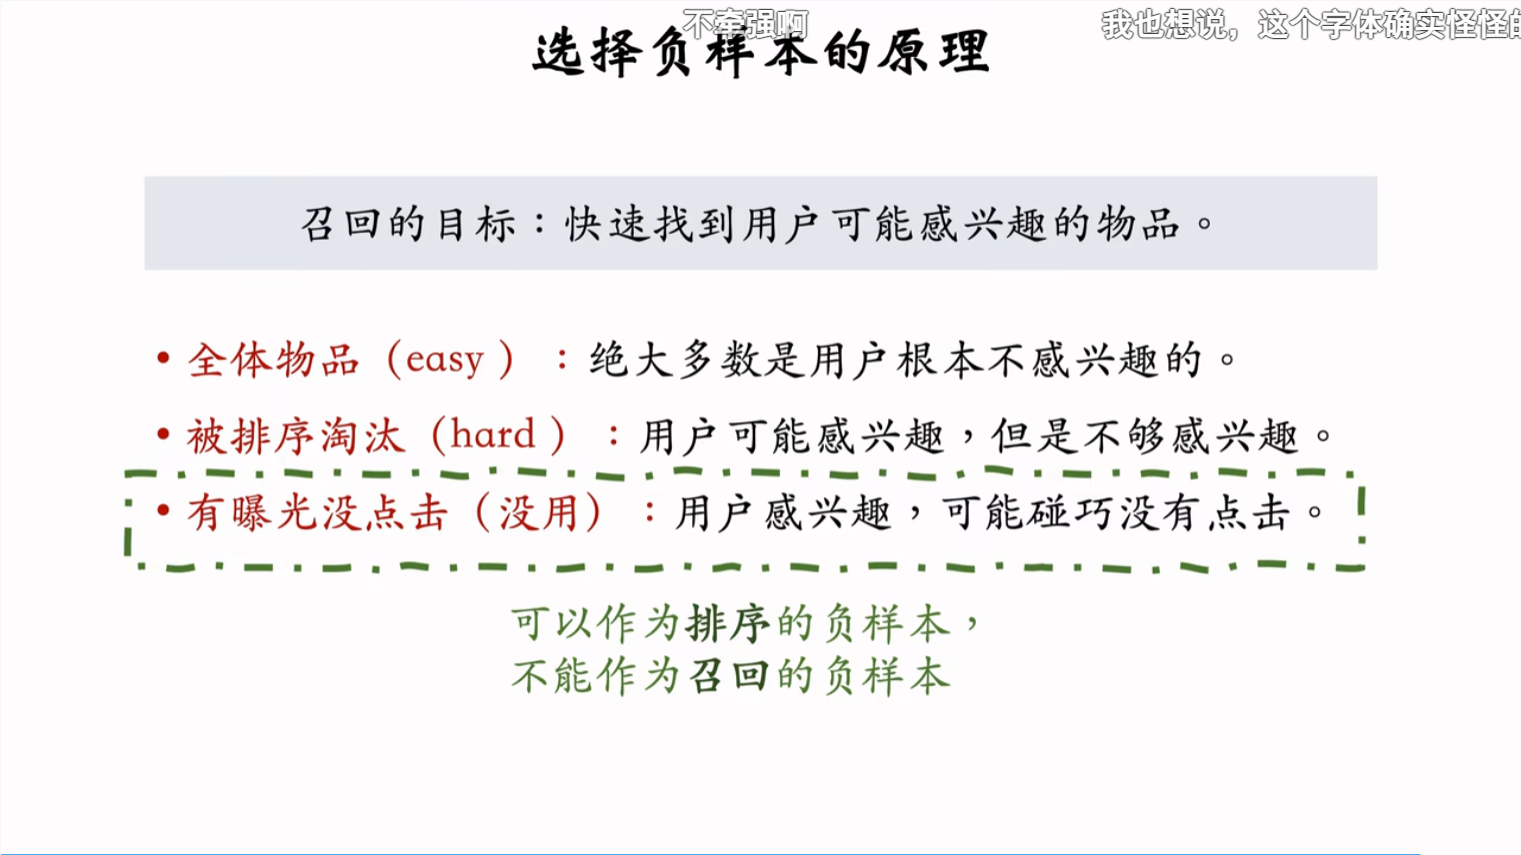 不牵强啊
我也想说，这个字体确实怪怪的
选择负样本的原理
召回的目标：快速找到用户可能感兴趣的物品。
• 全体物品（easy）：绝大多数是用户根本不感兴趣的。
• 被排序淘汰（hard）：用户可能感兴趣，但是不够感兴趣。
• 有曝光没点击（没用）：用户感兴趣，可能碰巧没有点击。
可以作为排序的负样本，
不能作为召回的负样本